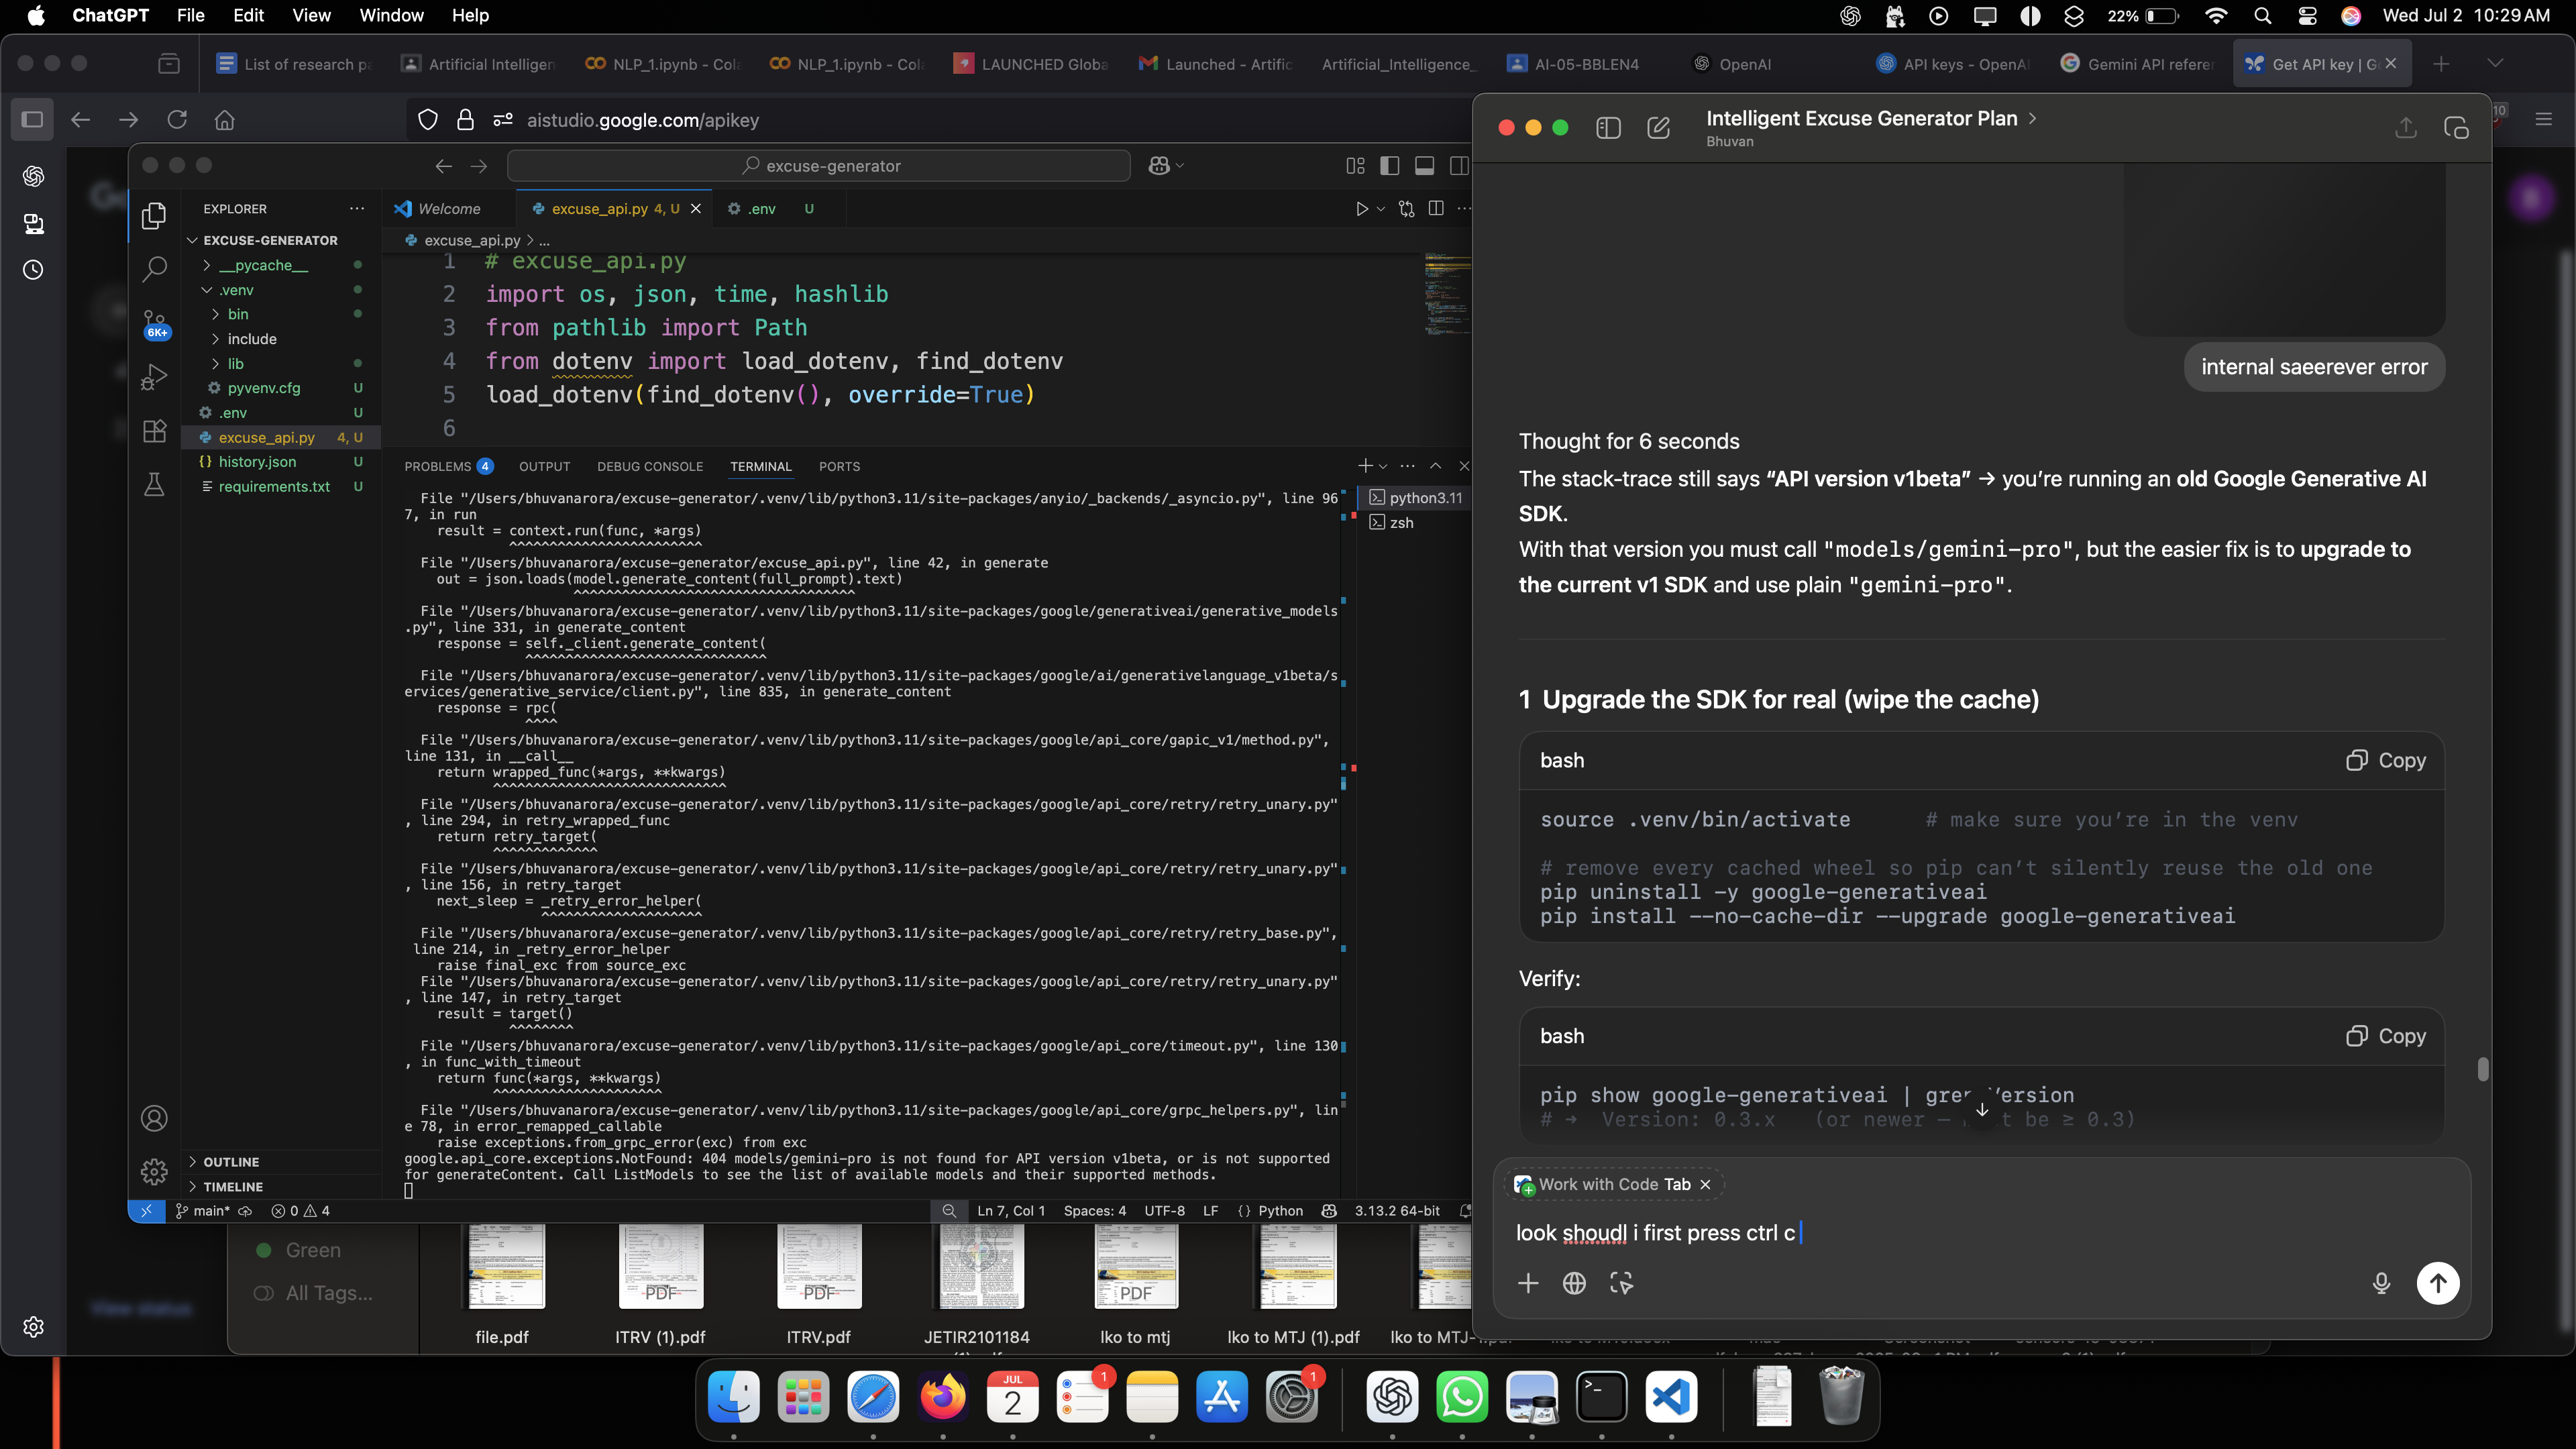 ChatGPT File Edit View Window Help
22% Wed Jul 2 10:29 AM
List of research pa
Artificial Intelligen
NLP_1.ipynb - Cola
NLP_1.ipynb - Cola
LAUNCHED Globa
Launched - Artific
Artificial_Intelligence_
AI-05-BBLEN4
OpenAI
API keys - OpenAI
Gemini API referen
Get API key | G
aistudio.google.com/apikey
excuse-generator
EXPLORER
EXCUSE-GENERATOR
__pycache__
.venv
bin
include
lib
pyvenv.cfg U
.env U
excuse_api.py 4, U
history.json U
requirements.txt U
6K+
OUTLINE
TIMELINE
Welcome
excuse_api.py 4, U
.env U
excuse_api.py > ...
1 # excuse_api.py
2 import os, json, time, hashlib
3 from pathlib import Path
4 from dotenv import load_dotenv, find_dotenv
5 load_dotenv(find_dotenv(), override=True)
6
PROBLEMS 4 OUTPUT DEBUG CONSOLE TERMINAL PORTS
python3.11
zsh
File "/Users/bhuvanarora/excuse-generator/.venv/lib/python3.11/site-packages/anyio/_backends/_asyncio.py", line 96
7, in run
result = context.run(func, *args)
^^^^^^^^^^^^^^^^^^^^^^^^
File "/Users/bhuvanarora/excuse-generator/excuse_api.py", line 42, in generate
out = json.loads(model.generate_content(full_prompt).text)
^^^^^^^^^^^^^^^^^^^^^^^^^^^^^^^^^^^
File "/Users/bhuvanarora/excuse-generator/.venv/lib/python3.11/site-packages/google/generativeai/generative_models
.py", line 331, in generate_content
response = self._client.generate_content(
^^^^^^^^^^^^^^^^^^^^^^^^^^^^^^
File "/Users/bhuvanarora/excuse-generator/.venv/lib/python3.11/site-packages/google/ai/generativelanguage_v1beta/s
ervices/generative_service/client.py", line 835, in generate_content
response = rpc(
^^^^
File "/Users/bhuvanarora/excuse-generator/.venv/lib/python3.11/site-packages/google/api_core/gapic_v1/method.py",
line 131, in __call__
return wrapped_func(*args, **kwargs)
^^^^^^^^^^^^^^^^^^^^^^^^^^^^^
File "/Users/bhuvanarora/excuse-generator/.venv/lib/python3.11/site-packages/google/api_core/retry/retry_unary.py"
, line 294, in retry_wrapped_func
return retry_target(
^^^^^^^^^^^^^
File "/Users/bhuvanarora/excuse-generator/.venv/lib/python3.11/site-packages/google/api_core/retry/retry_unary.py"
, line 156, in retry_target
next_sleep = _retry_error_helper(
^^^^^^^^^^^^^^^^^^^^
File "/Users/bhuvanarora/excuse-generator/.venv/lib/python3.11/site-packages/google/api_core/retry/retry_base.py",
line 214, in _retry_error_helper
raise final_exc from source_exc
File "/Users/bhuvanarora/excuse-generator/.venv/lib/python3.11/site-packages/google/api_core/retry/retry_unary.py"
, line 147, in retry_target
result = target()
^^^^^^^^
File "/Users/bhuvanarora/excuse-generator/.venv/lib/python3.11/site-packages/google/api_core/timeout.py", line 130
, in func_with_timeout
return func(*args, **kwargs)
^^^^^^^^^^^^^^^^^^^^^
File "/Users/bhuvanarora/excuse-generator/.venv/lib/python3.11/site-packages/google/api_core/grpc_helpers.py", lin
e 78, in error_remapped_callable
raise exceptions.from_grpc_error(exc) from exc
google.api_core.exceptions.NotFound: 404 models/gemini-pro is not found for API version v1beta, or is not supported
for generateContent. Call ListModels to see the list of available models and their supported methods.
main* 0 4 Ln 7, Col 1 Spaces: 4 UTF-8 LF {} Python 3.13.2 64-bit
Intelligent Excuse Generator Plan >
Bhuvan
internal saeerever error
Thought for 6 seconds
The stack-trace still says “API version v1beta” → you’re running an old Google Generative AI
SDK.
With that version you must call "models/gemini-pro", but the easier fix is to upgrade to
the current v1 SDK and use plain "gemini-pro".
1 Upgrade the SDK for real (wipe the cache)
bash Copy
source .venv/bin/activate # make sure you’re in the venv
# remove every cached wheel so pip can’t silently reuse the old one
pip uninstall -y google-generativeai
pip install --no-cache-dir --upgrade google-generativeai
Verify:
bash Copy
pip show google-generativeai | grep Version
# → Version: 0.3.x (or newer — be ≥ 0.3)
Work with Code Tab
look shoudl i first press ctrl c
Green
All Tags...
View status
PDF PDF PDF
file.pdf
ITRV (1).pdf
ITRV.pdf
JETIR2101184
lko to mtj
lko to MTJ (1).pdf
lko to MTJ-
JUL
2
1
1